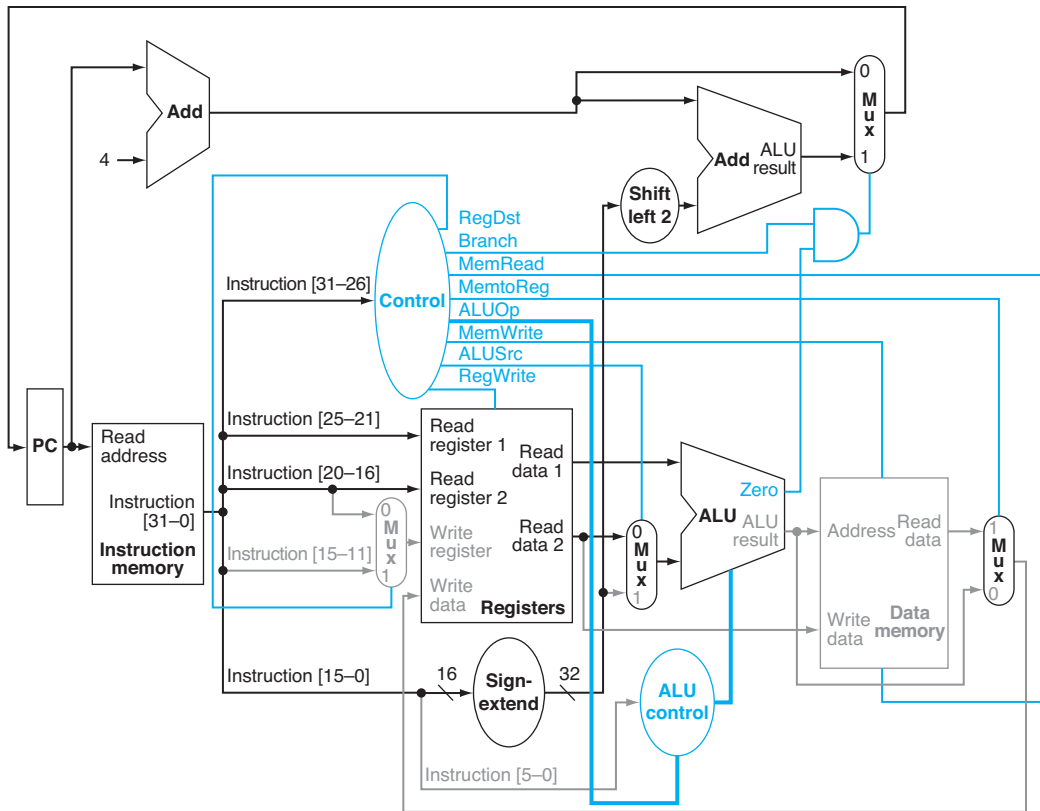 0
Mux
1
Add
4
Add
ALU
result
Shift
left 2
RegDst
Branch
MemRead
MemtoReg
ALUOp
MemWrite
ALUSrc
RegWrite
Instruction [31–26]
Control
PC
Read
address
Instruction
[31–0]
Instruction
memory
Instruction [25–21]
Instruction [20–16]
Instruction [15–11]
Instruction [15–0]
0
Mux
1
Read
register 1
Read
register 2
Write
register
Write
data
Read
data 1
Read
data 2
Registers
0
Mux
1
Zero
ALU
ALU
result
Address
Read
data
Write
data
Data
memory
1
Mux
0
16
Sign-
extend
32
ALU
control
Instruction [5–0]